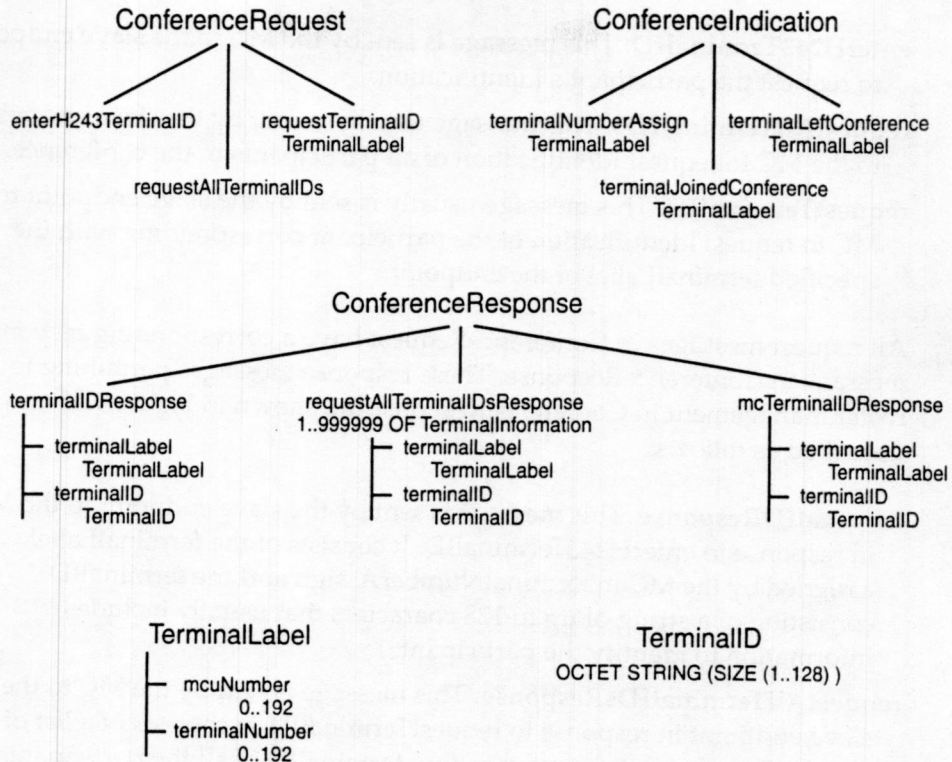 ConferenceRequest
enterH243TerminalID
requestTerminalID
TerminalLabel
requestAllTerminalIDs
ConferenceIndication
terminalNumberAssign
TerminalLabel
terminalLeftConference
TerminalLabel
terminalJoinedConference
TerminalLabel
ConferenceResponse
terminalIDResponse
terminalLabel
TerminalLabel
terminalID
TerminalID
requestAllTerminalIDsResponse
1..999999 OF TerminalInformation
terminalLabel
TerminalLabel
terminalID
TerminalID
mcTerminalIDResponse
terminalLabel
TerminalLabel
terminalID
TerminalID
TerminalLabel
mcuNumber
0..192
terminalNumber
0..192
TerminalID
OCTET STRING (SIZE (1..128) )